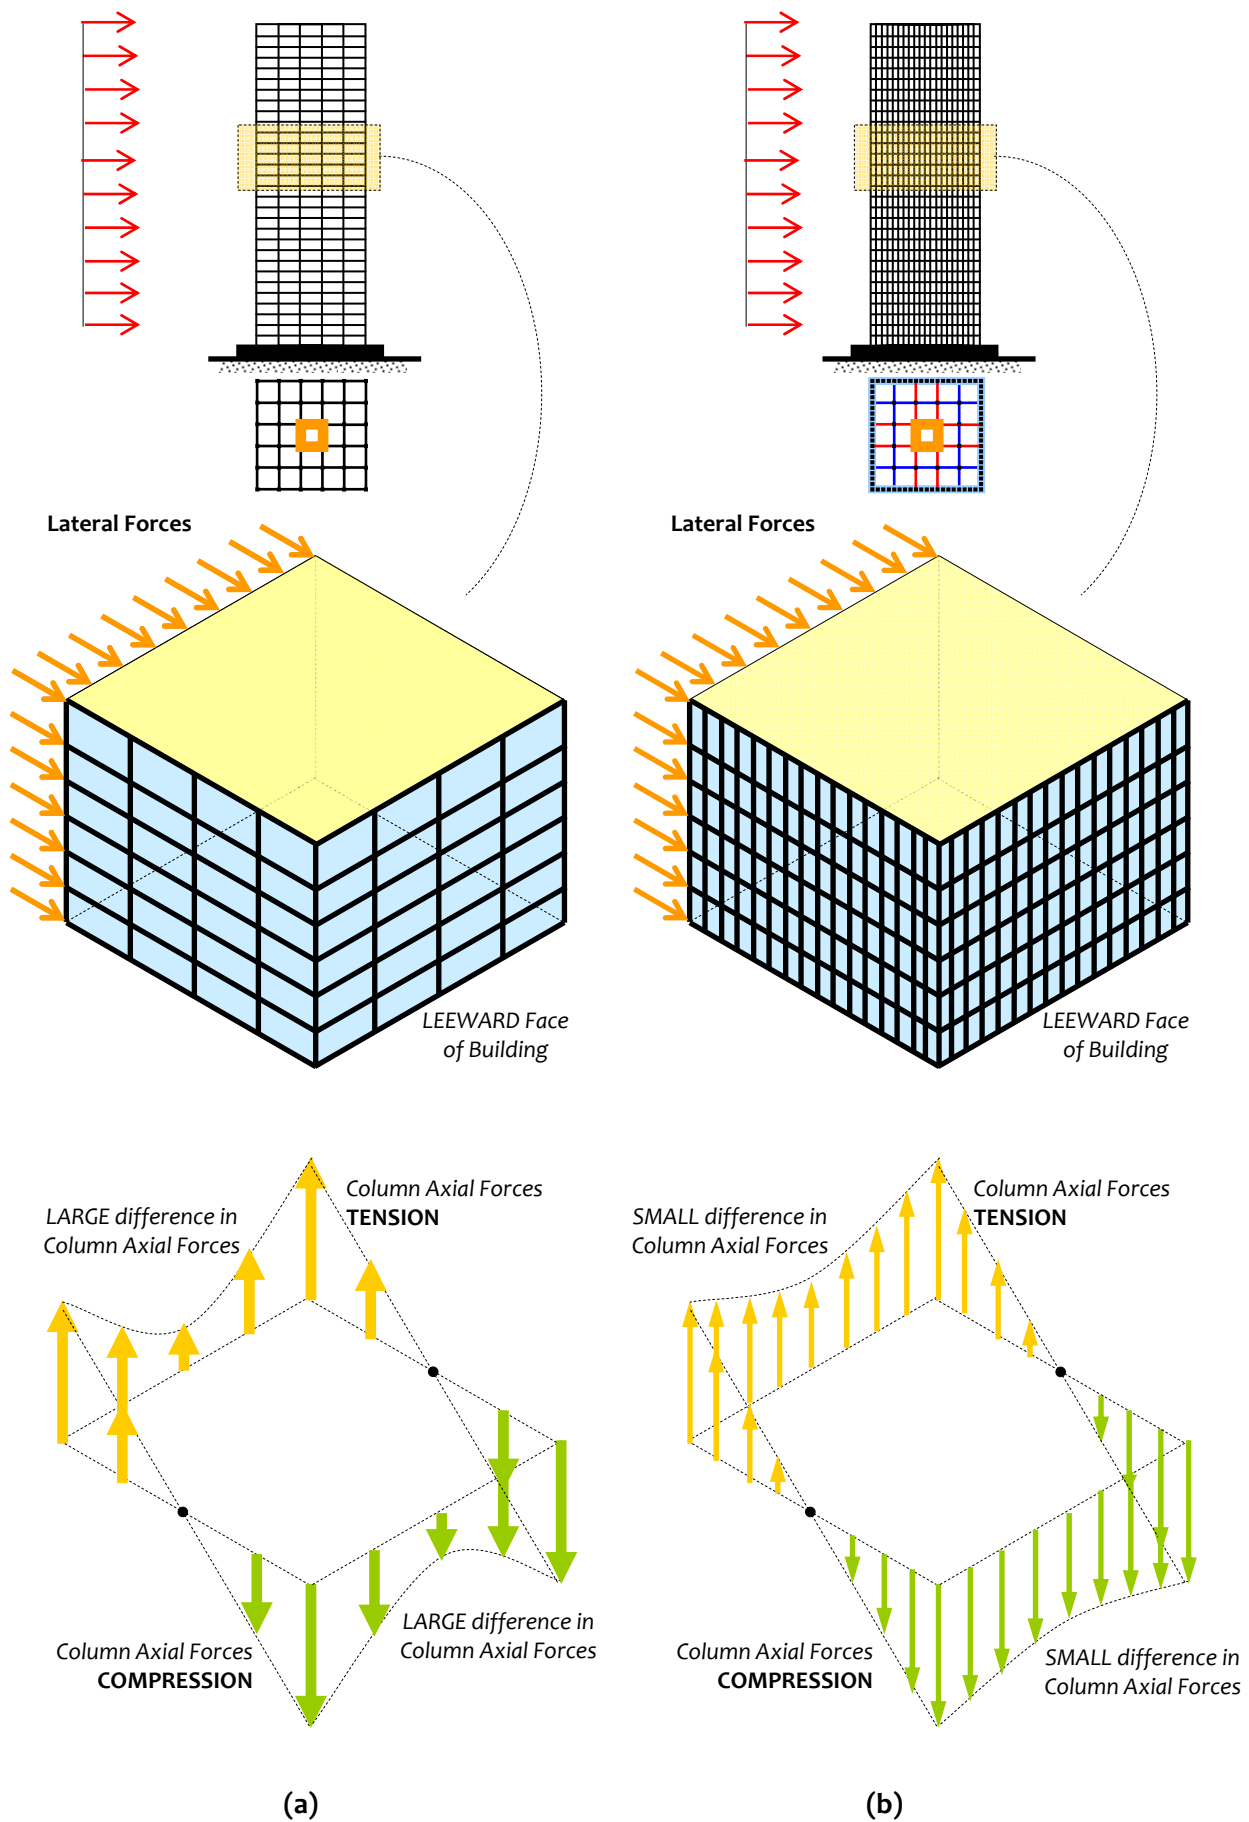 Lateral Forces
Lateral Forces
LEEWARD Face
of Building
LEEWARD Face
of Building
Column Axial Forces
TENSION
LARGE difference in
Column Axial Forces
Column Axial Forces
TENSION
SMALL difference in
Column Axial Forces
LARGE difference in
Column Axial Forces
Column Axial Forces
COMPRESSION
Column Axial Forces
COMPRESSION
SMALL difference in
Column Axial Forces
(a)
(b)